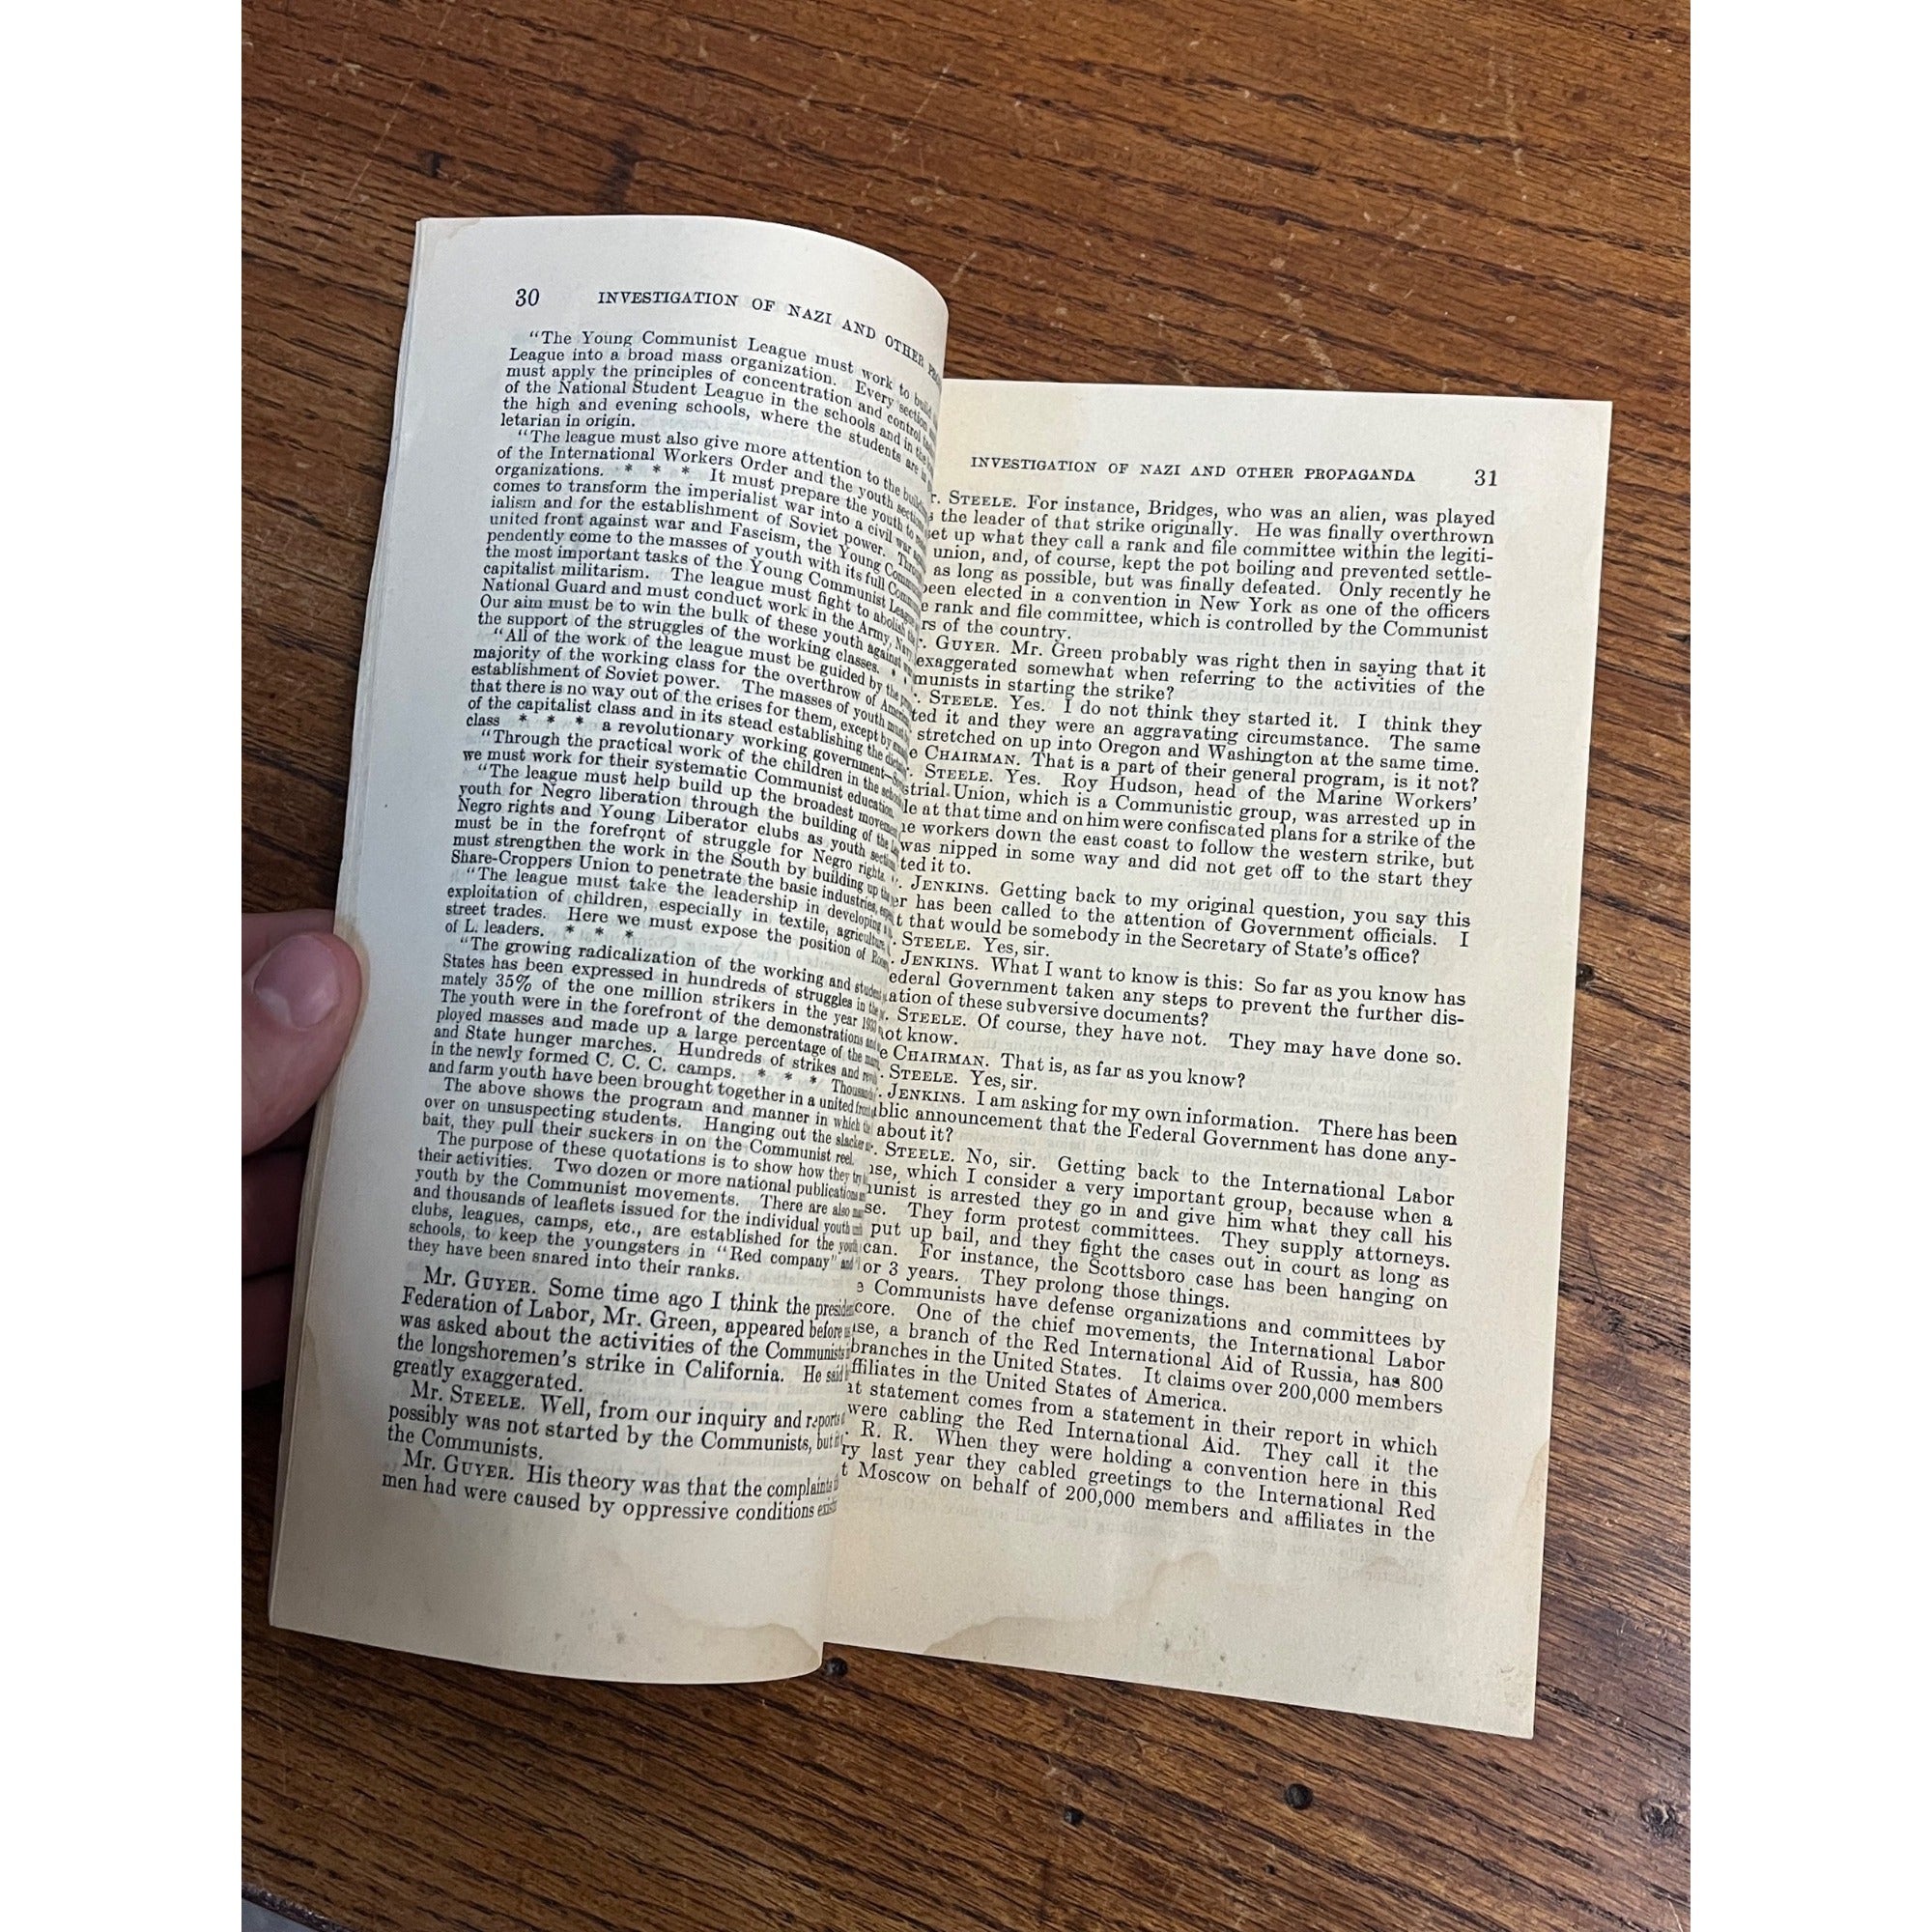 30 INVESTIGATION OF NAZI AND OTHER
"The Young Communist League must work to build
League into a broad mass organization. Every section
must apply the principles of concentration and control
of the National Student League in the schools and in the
the high and evening schools, where the students are
letarian in origin.
"The league must also give more attention to the
of the International Workers Order and the youth sections
organizations. * * * It must prepare the youth to
comes to transform the imperialist war into a civil war
ialism and for the establishment of Soviet power.
united front against war and Fascism, the Young
pendently come to the masses of youth with its full
the most important tasks of the Young Communist League
capitalist militarism. The league must fight to abolish
National Guard and must conduct work in the Army,
Our aim must be to win the bulk of these youth against
the support of the struggles of the working classes. * *
"All of the work of the league must be guided by the
majority of the working class for the overthrow of
establishment of Soviet power. The masses of youth must
that there is no way out of the crises for them, except by
of the capitalist class and in its stead establishing the
class * * * a revolutionary working government—
"Through the practical work of the children in the
we must work for their systematic Communist education.
"The league must help build up the broadest movement
youth for Negro liberation through the building of the
Negro rights and Young Liberator clubs as youth
must be in the forefront of struggle for Negro rights
must strengthen the work in the South by building up
Share-Croppers Union to penetrate the basic industries,
"The league must take the leadership in developing
exploitation of children, especially in textile, agriculture,
street trades. Here we must expose the position of
of L. leaders. * * *
"The growing radicalization of the working and
States has been expressed in hundreds of struggles in the
mately 35% of the one million strikers in the year 1933
The youth were in the forefront of the demonstrations
ployed masses and made up a large percentage of the
and State hunger marches. Hundreds of strikes and
in the newly formed C. C. C. camps. * * *
and farm youth have been brought together in a united
The above shows the program and manner in which
over on unsuspecting students. Hanging out the slacker
bait, they pull their suckers in on the Communist reel.
The purpose of these quotations is to show how they try
their activities. Two dozen or more national publications
youth by the Communist movements. There are also
and thousands of leaflets issued for the individual youth
clubs, leagues, camps, etc., are established for the
schools, to keep the youngsters in "Red company" and
they have been snared into their ranks.
Mr. GUYER. Some time ago I think the
Federation of Labor, Mr. Green, appeared before
was asked about the activities of the Communists
the longshoremen's strike in California. He said
greatly exaggerated.
Mr. STEELE. Well, from our inquiry and reports
possibly was not started by the Communists, but
the Communists.
Mr. GUYER. His theory was that the complaints
men had were caused by oppressive conditions
INVESTIGATION OF NAZI AND OTHER PROPAGANDA 31
STEELE. For instance, Bridges, who was an alien, was played
the leader of that strike originally. He was finally overthrown
set up what they call a rank and file committee within the legiti-
union, and, of course, kept the pot boiling and prevented settle-
as long as possible, but was finally defeated. Only recently he
been elected in a convention in New York as one of the officers
rank and file committee, which is controlled by the Communist
of the country.
GUYER. Mr. Green probably was right then in saying that it
exaggerated somewhat when referring to the activities of the
in starting the strike?
STEELE. Yes. I do not think they started it. I think they
it and they were an aggravating circumstance. The same
stretched on up into Oregon and Washington at the same time.
CHAIRMAN. That is a part of their general program, is it not?
STEELE. Yes. Roy Hudson, head of the Marine Workers'
Union, which is a Communistic group, was arrested up in
at that time and on him were confiscated plans for a strike of the
workers down the east coast to follow the western strike, but
was nipped in some way and did not get off to the start they
it to.
JENKINS. Getting back to my original question, you say this
has been called to the attention of Government officials. I
that would be somebody in the Secretary of State's office?
STEELE. Yes, sir.
JENKINS. What I want to know is this: So far as you know has
Government taken any steps to prevent the further dis-
of these subversive documents?
STEELE. Of course, they have not. They may have done so.
not know.
CHAIRMAN. That is, as far as you know?
STEELE. Yes, sir.
JENKINS. I am asking for my own information. There has been
announcement that the Federal Government has done any-
about it?
STEELE. No, sir. Getting back to the International Labor
which I consider a very important group, because when a
is arrested they go in and give him what they call his
They form protest committees. They supply attorneys.
put up bail, and they fight the cases out in court as long as
can. For instance, the Scottsboro case has been hanging on
or 3 years. They prolong those things.
Communists have defense organizations and committees by
One of the chief movements, the International Labor
a branch of the Red International Aid of Russia, has 800
branches in the United States. It claims over 200,000 members
affiliates in the United States of America.
statement comes from a statement in their report in which
were cabling the Red International Aid. They call it the
R. R. When they were holding a convention here in this
last year they cabled greetings to the International Red
Moscow on behalf of 200,000 members and affiliates in the